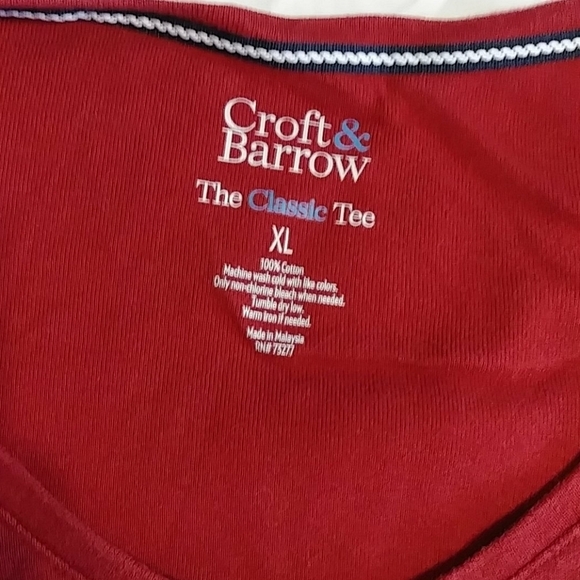 Croft&
Barrow
The Classic Tee
XL
100% Cotton
Machine wash cold with like colors.
Only non-chlorine bleach when needed.
Tumble dry low.
Warm Iron if needed.
Made in Malaysia
RN# 75277